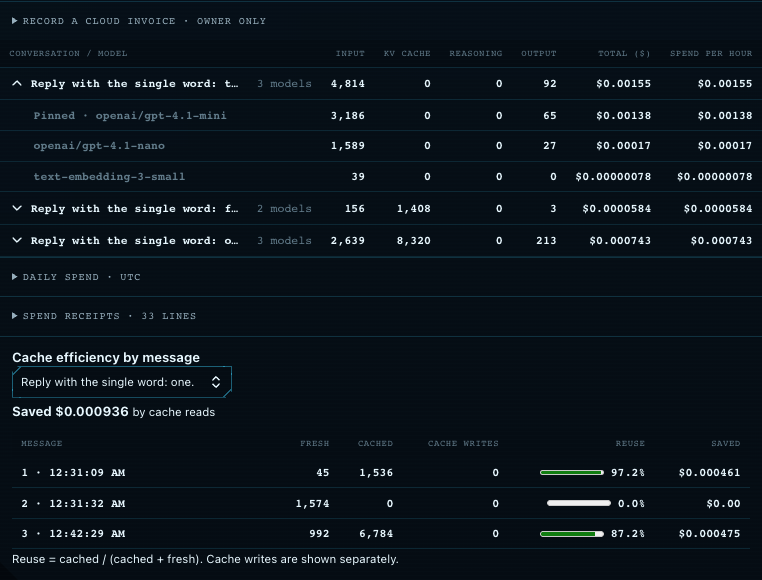 RECORD A CLOUD INVOICE · OWNER ONLY
CONVERSATION / MODEL INPUT KV CACHE REASONING OUTPUT TOTAL ($) SPEND PER HOUR
Reply with the single word: t… 3 models 4,814 0 0 92 $0.00155 $0.00155
Pinned · openai/gpt-4.1-mini 3,186 0 0 65 $0.00138 $0.00138
openai/gpt-4.1-nano 1,589 0 0 27 $0.00017 $0.00017
text-embedding-3-small 39 0 0 0 $0.00000078 $0.00000078
Reply with the single word: f… 2 models 156 1,408 0 3 $0.0000584 $0.0000584
Reply with the single word: o… 3 models 2,639 8,320 0 213 $0.000743 $0.000743
DAILY SPEND · UTC
SPEND RECEIPTS · 33 LINES
Cache efficiency by message
Reply with the single word: one.
Saved $0.000936 by cache reads
MESSAGE FRESH CACHED CACHE WRITES REUSE SAVED
1 · 12:31:09 AM 45 1,536 0 97.2% $0.000461
2 · 12:31:32 AM 1,574 0 0 0.0% $0.00
3 · 12:42:29 AM 992 6,784 0 87.2% $0.000475
Reuse = cached / (cached + fresh). Cache writes are shown separately.